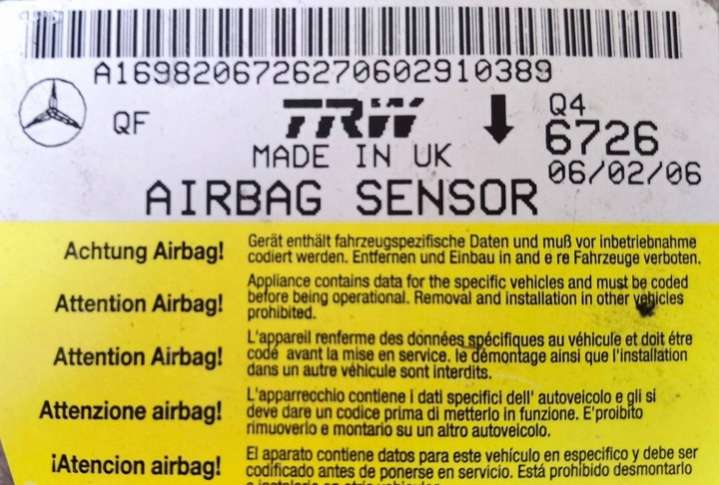 A1698206726270602910389
QF
TRW
Q4
6726
MADE IN UK
06/02/06
AIRBAG SENSOR
Achtung Airbag!
Gerät enthält fahrzeugspezifische Daten und muß vor inbetriebnahme
codiert werden. Entfernen und Einbau in and e re Fahrzeuge verboten.
Attention Airbag!
Appliance contains data for the specific vehicles and must be coded
before being operational. Removal and installation in other vehicles
prohibited.
Attention Airbag!
L'appareil renferme des données spécifiques au véhicule et doit étre
codé avant la mise en service. le démontage ainsi que l'installation
dans un autre véhicule sont interdits.
Attenzione airbag!
L'apparrecchio contiene i dati specifici dell' autoveicolo e gli si
deve dare un codice prima di metterlo in funzione. E'proibito
rimuoverlo e montario su un altro autoveicolo.
¡Atencion airbag!
El aparato contiene datos para este vehículo en especifico y debe ser
codificado antes de ponerse en servicio. Está prohibido desmontarlo